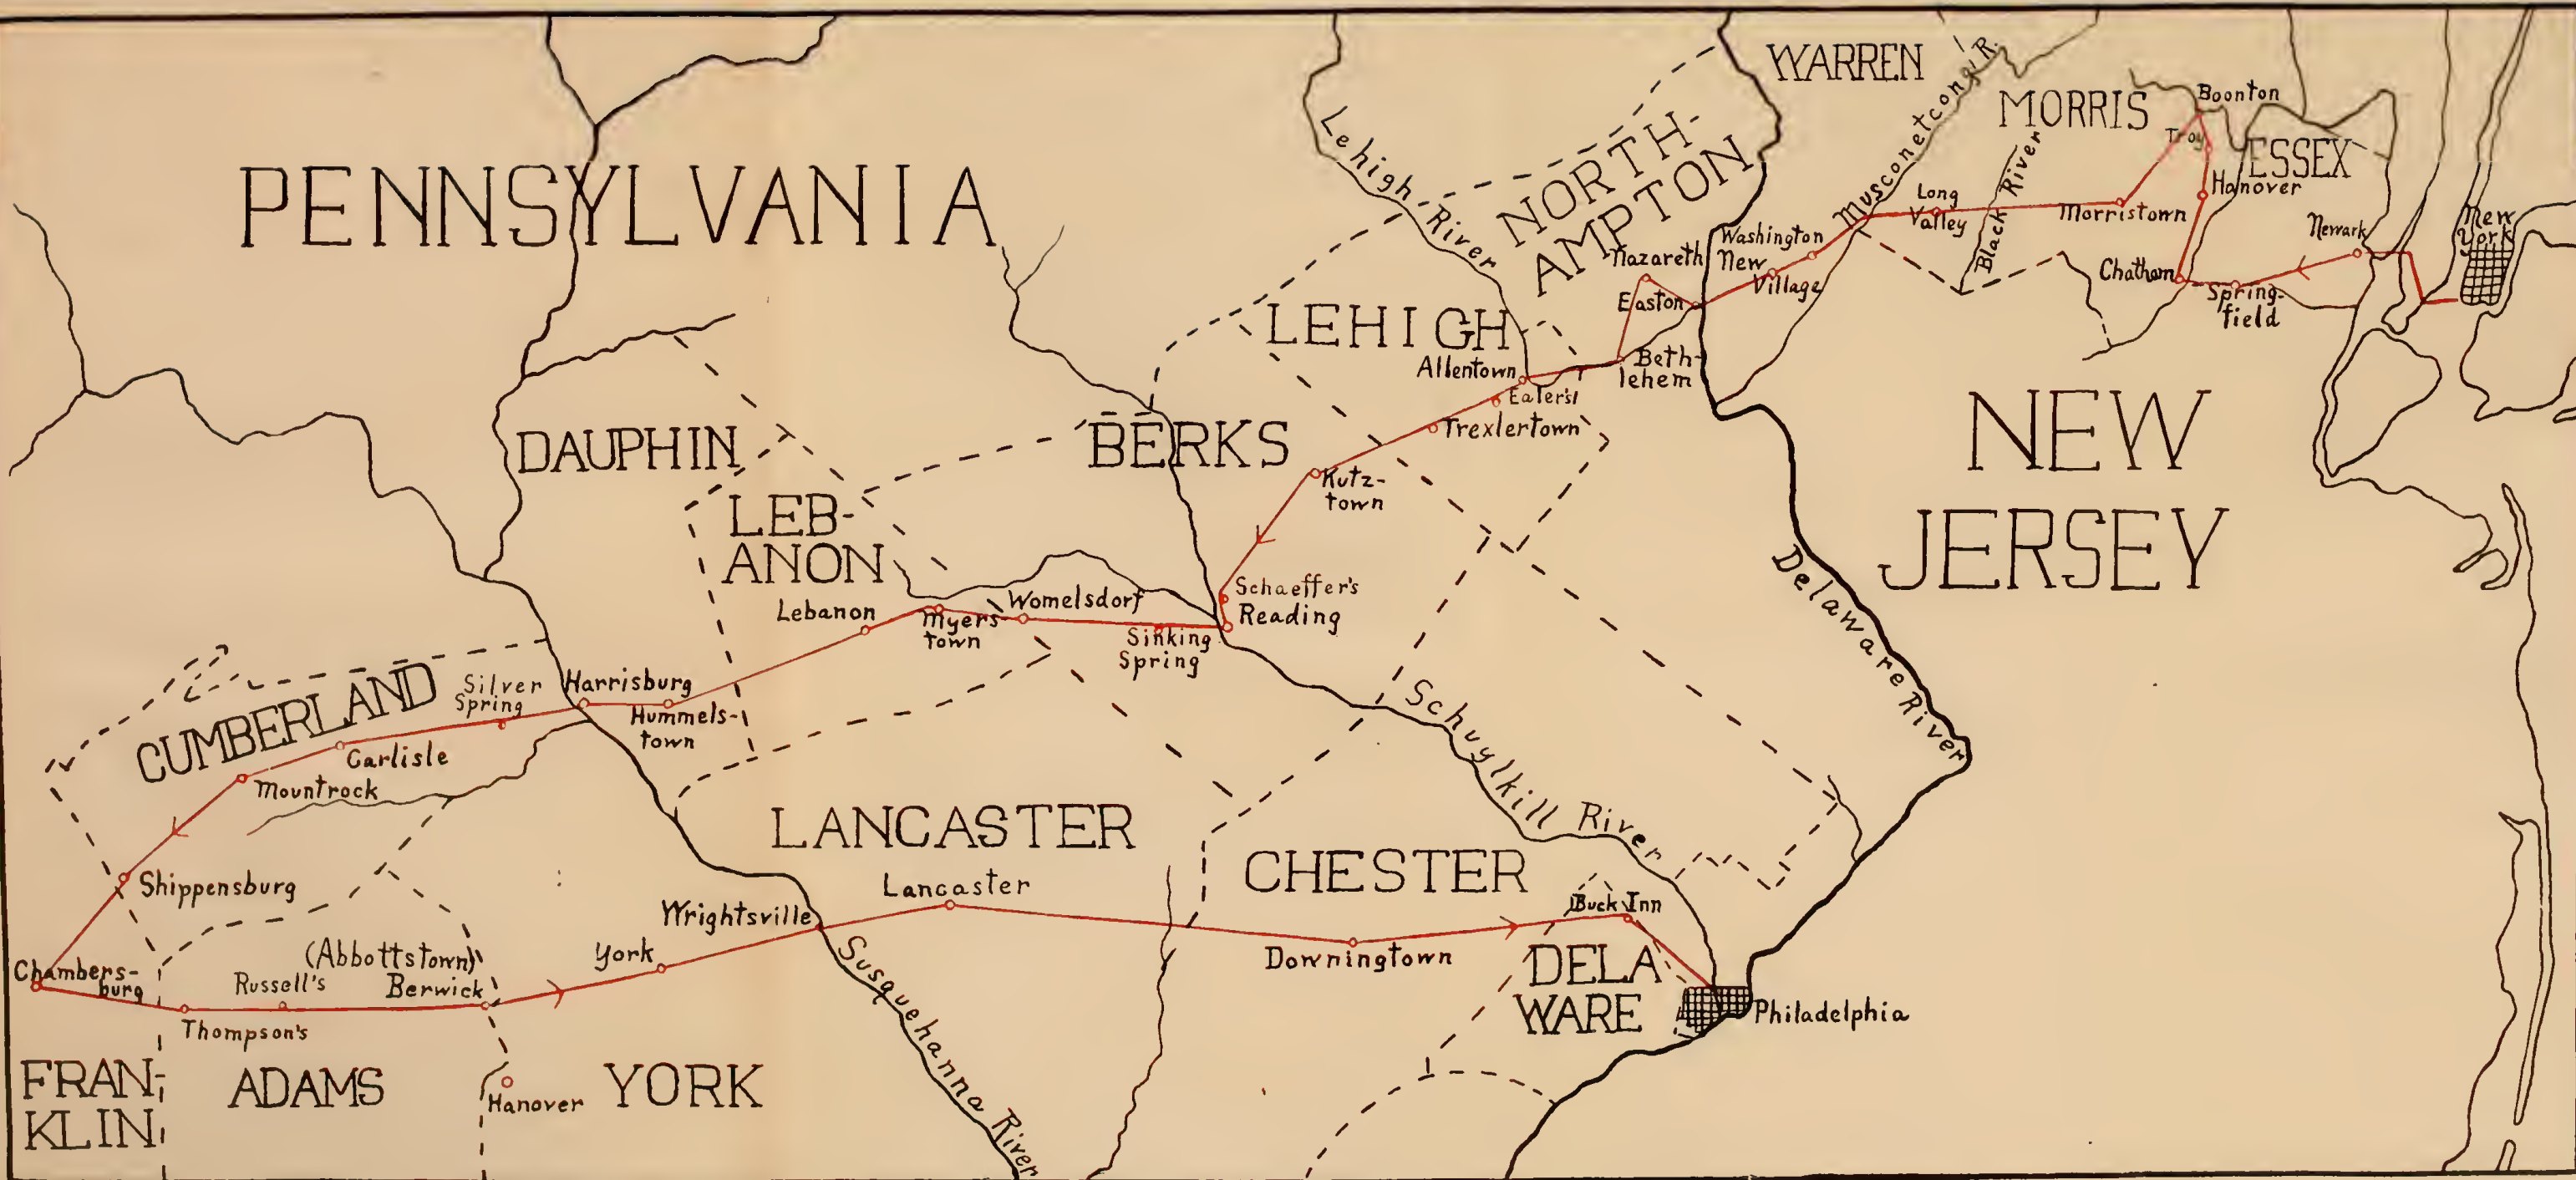 PENNSYLVANIA
WARREN
Musconetcong R.
MORRIS
Boonton
Troy
ESSEX
Hanover
Black River
Long
Valley
Morristown
Newark
New
York
Chatham
Spring-
field
Lehigh River
NORTH-
AMPTON
Nazareth
Washington
New
Village
Easton
LEHIGH
Allentown
Beth-
lehem
Eater's
Trexlertown
Kutz-
town
BERKS
DAUPHIN
LEB-
ANON
NEW
JERSEY
Delaware River
Schaeffer's
Reading
Womelsdorf
Sinking
Spring
Lebanon
Myers-
town
Harrisburg
Hummels-
town
Silver
Spring
CUMBERLAND
Carlisle
Mountrock
Schuylkill River
LANCASTER
CHESTER
Shippensburg
Lancaster
Wrightsville
York
Buck Inn
Downingtown
DELA
WARE
Philadelphia
Chambers-
burg
(Abbottstown)
Russell's
Berwick
Thompson's
Susquehanna River
FRAN-
KLIN
ADAMS
Hanover
YORK